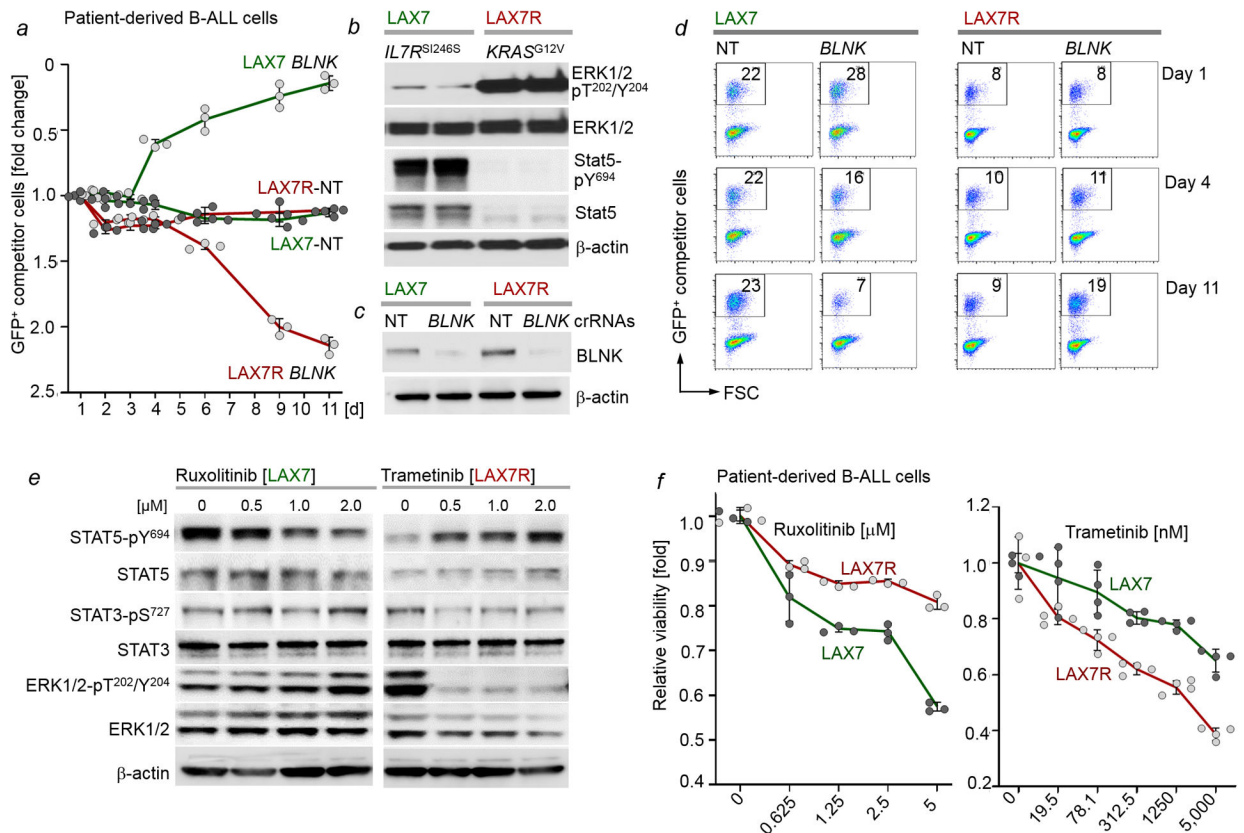 a
Patient-derived B-ALL cells
GFP⁺ competitor cells [fold change]
0
0.5
1.0
1.5
2.0
2.5
LAX7 BLNK
LAX7R-NT
LAX7-NT
LAX7R BLNK
1 2 3 4 6 9 10 11 [d]
b
LAX7 LAX7R
IL7R^SI246S KRAS^G12V
ERK1/2
pT²⁰²/Y²⁰⁴
ERK1/2
Stat5-
pY⁶⁹⁴
Stat5
β-actin
c
LAX7 LAX7R
NT BLNK NT BLNK crRNAs
BLNK
β-actin
d
LAX7 LAX7R
NT BLNK NT BLNK
22 28 8 8 Day 1
22 16 10 11 Day 4
23 7 9 19 Day 11
GFP⁺ competitor cells
FSC
e
Ruxolitinib [LAX7] Trametinib [LAX7R]
[µM] 0 0.5 1.0 2.0 0 0.5 1.0 2.0
STAT5-pY⁶⁹⁴
STAT5
STAT3-pS⁷²⁷
STAT3
ERK1/2-pT²⁰²/Y²⁰⁴
ERK1/2
β-actin
f
Patient-derived B-ALL cells
Relative viability [fold]
1.0
0.9
0.8
0.7
0.6
0.5
0.4
Ruxolitinib [µM]
LAX7R
LAX7
0 0.625 1.25 2.5 5
1.2
1.0
0.8
0.6
0.4
0.2
Trametinib [nM]
LAX7
LAX7R
0 19.5 78.1 312.5 1250 5,000